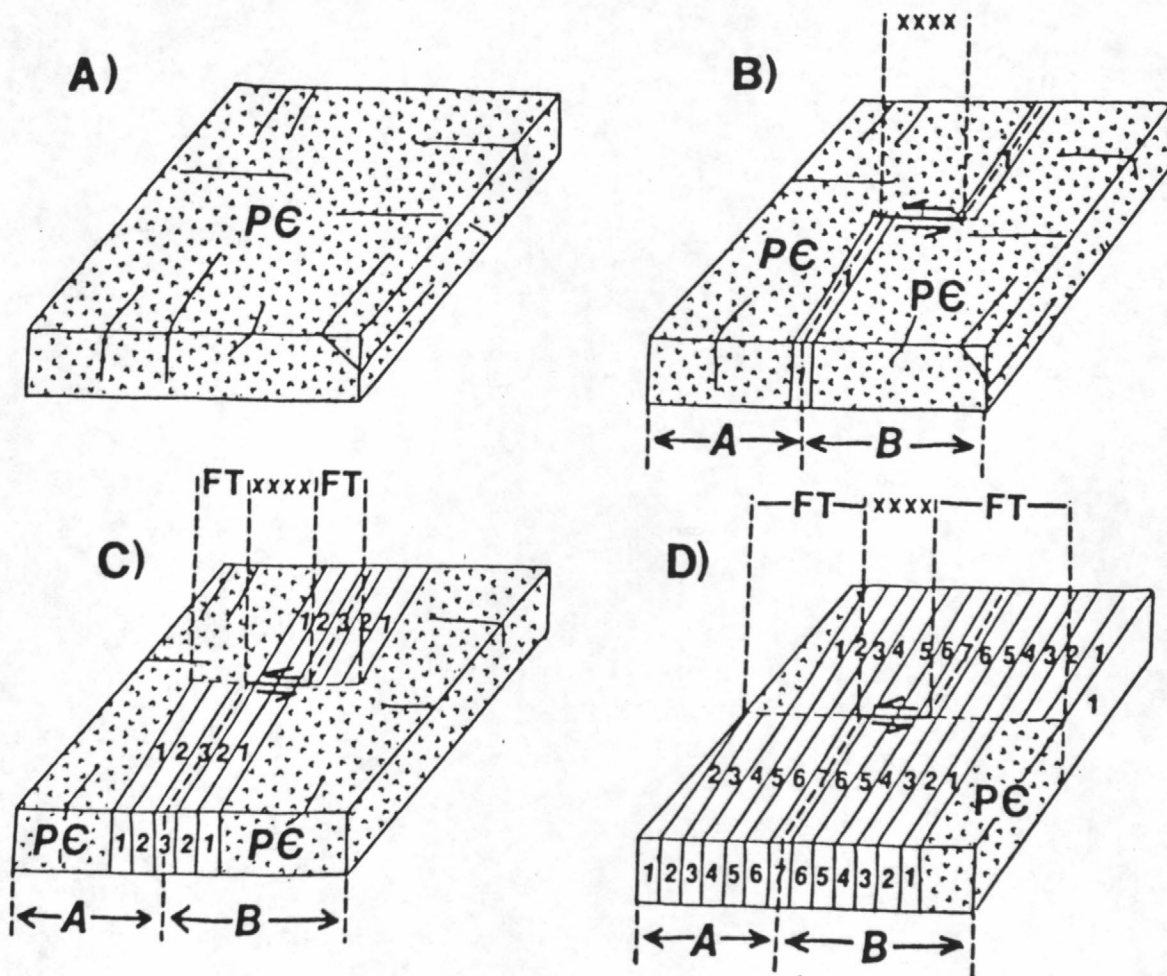 A)
PЄ
B)
xxxx
PЄ
PЄ
A B
C)
FT xxxx FT
1 2 3 2 1
1 2 3 2 1
PЄ 1 2 3 2 1 PЄ
A B
D)
FT xxxx FT
1 2 3 4 5 6 7 6 5 4 3 2 1
1
2 3 4 5 6 7 6 5 4 3 2 1
PЄ
1 2 3 4 5 6 7 6 5 4 3 2 1
A B